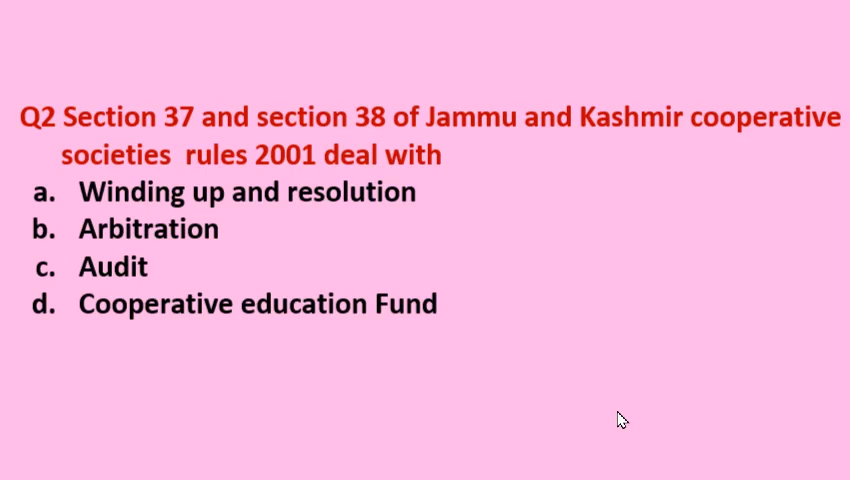 Q2 Section 37 and section 38 of Jammu and Kashmir cooperative
societies rules 2001 deal with
a. Winding up and resolution
b. Arbitration
c. Audit
d. Cooperative education Fund